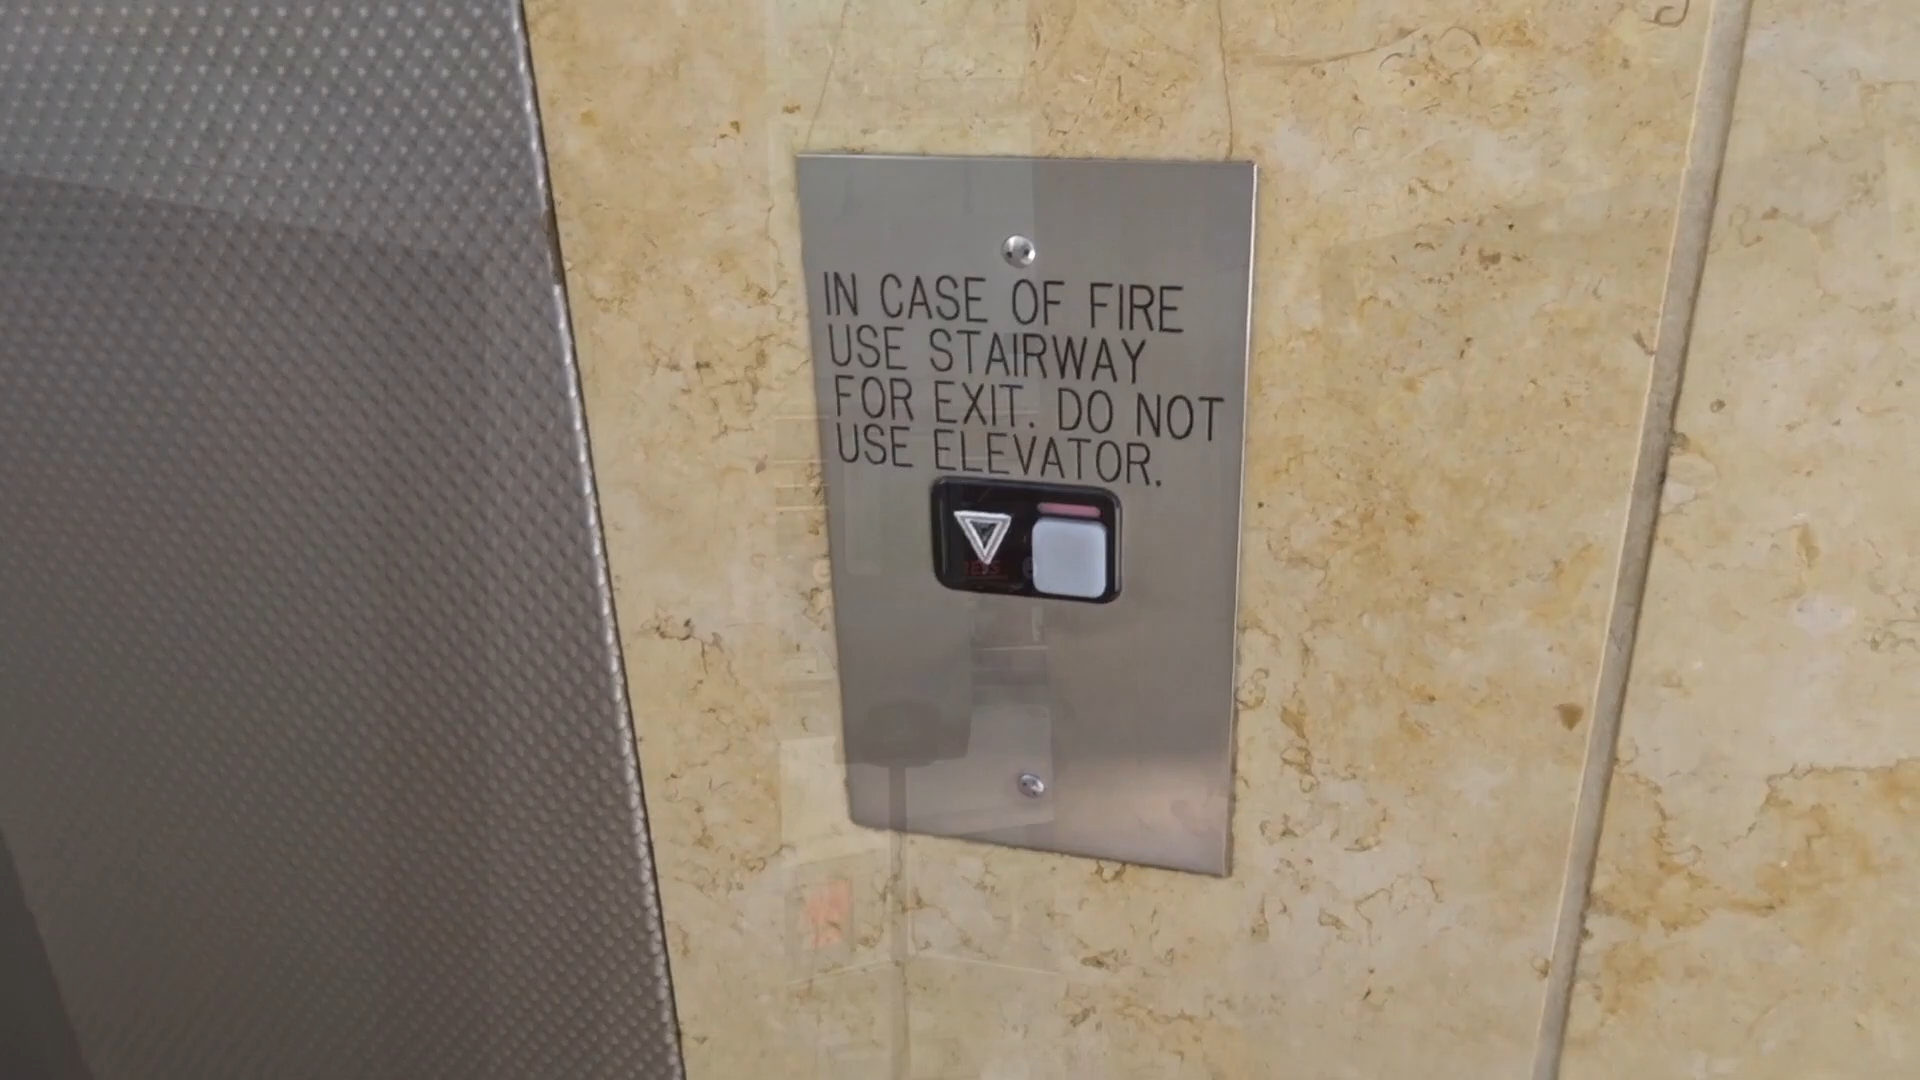 IN CASE OF FIRE
USE STAIRWAY
FOR EXIT. DO NOT
USE ELEVATOR.